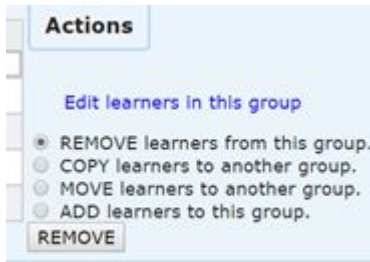 Actions
Edit learners in this group
REMOVE learners from this group.
COPY learners to another group.
MOVE learners to another group.
ADD learners to this group.
REMOVE